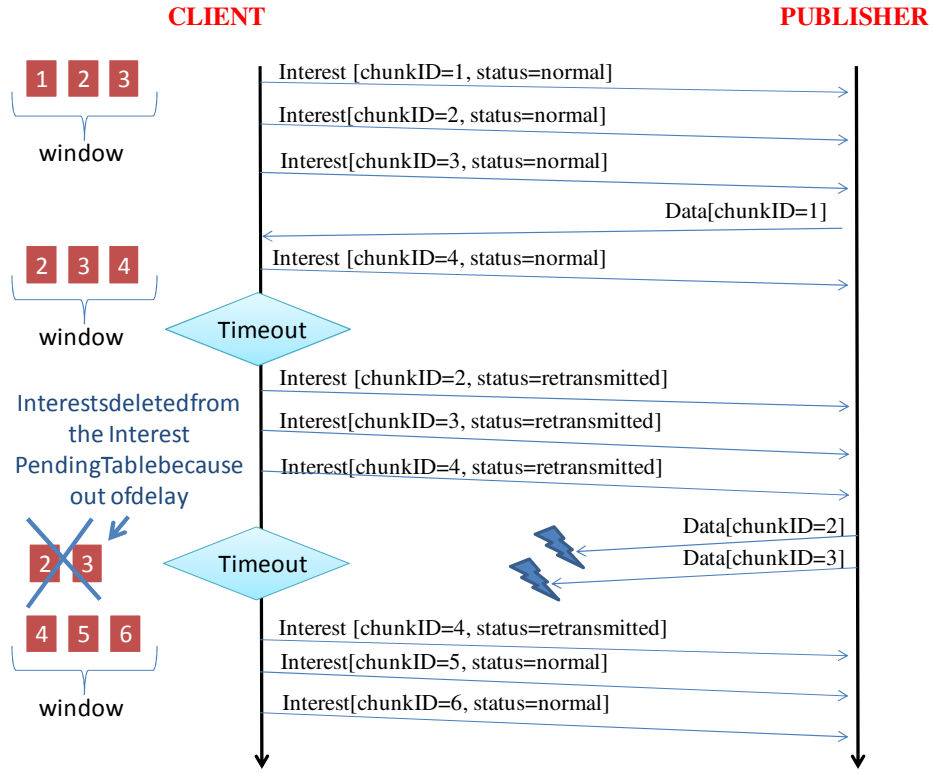 CLIENT
PUBLISHER
Interest [chunkID=1, status=normal]
1 2 3
Interest[chunkID=2, status=normal]
window
Interest[chunkID=3, status=normal]
Data[chunkID=1]
Interest [chunkID=4, status=normal]
2 3 4
window
Timeout
Interest [chunkID=2, status=retransmitted]
Interestsdeletedfrom
the Interest
PendingTablebecause
out ofdelay
Interest[chunkID=3, status=retransmitted]
Interest[chunkID=4, status=retransmitted]
Data[chunkID=2]
2 3
Timeout
Data[chunkID=3]
4 5 6
window
Interest [chunkID=4, status=retransmitted]
Interest[chunkID=5, status=normal]
Interest[chunkID=6, status=normal]